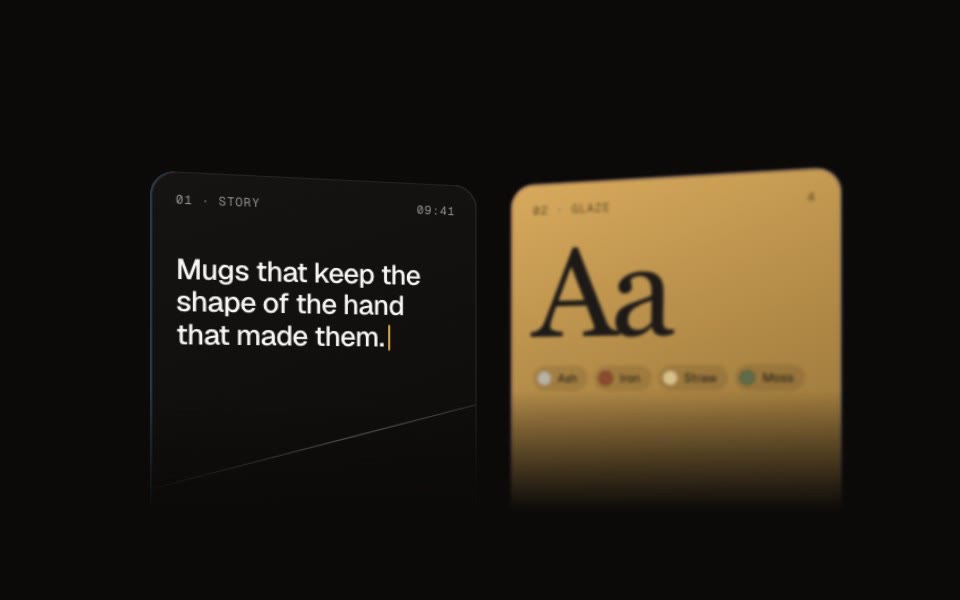 01 · STORY
09:41
Mugs that keep the
shape of the hand
that made them.
02 · GLAZE
4
Aa
Ash
Iron
Straw
Moss